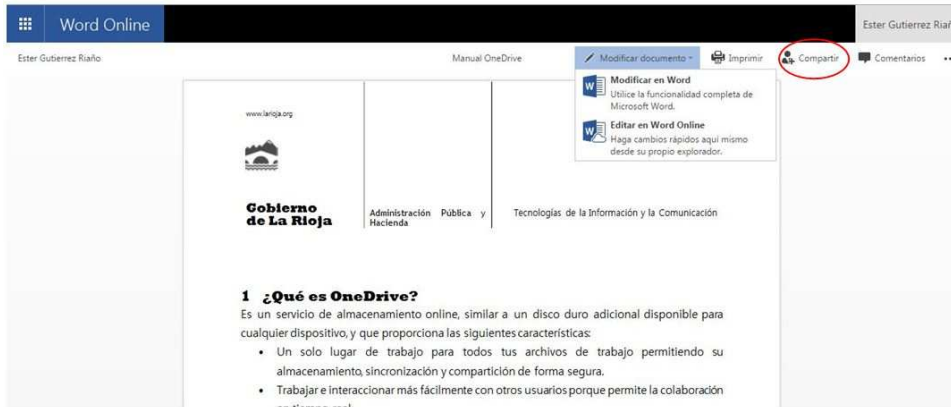 Word Online
Ester Gutierrez Riañ
Ester Gutierrez Riaño
Manual OneDrive
Modificar documento
Imprimir
Compartir
Comentarios
Modificar en Word
Utilice la funcionalidad completa de
Microsoft Word.
Editar en Word Online
Haga cambios rápidos aquí mismo
desde su propio explorador.
www.larioja.org
Gobierno
de La Rioja
Administración Pública y
Hacienda
Tecnologías de la Información y la Comunicación
1 ¿Qué es OneDrive?
Es un servicio de almacenamiento online, similar a un disco duro adicional disponible para
cualquier dispositivo, y que proporciona las siguientes características:
• Un solo lugar de trabajo para todos tus archivos de trabajo permitiendo su
almacenamiento, sincronización y compartición de forma segura.
• Trabajar e interaccionar más fácilmente con otros usuarios porque permite la colaboración